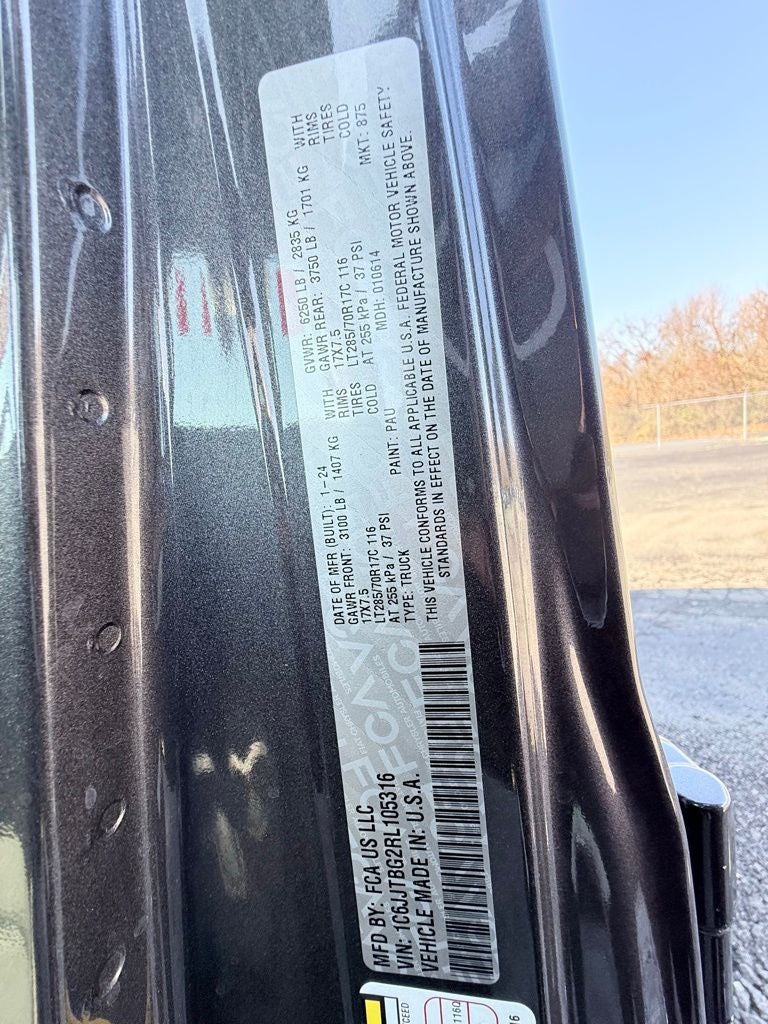 MFD BY: FCA US LLC
VIN: 1C6JJTBG2RL105316
VEHICLE MADE IN: U.S.A.
DATE OF MFR (BUILT): 1-24 GVWR: 6250 LB / 2835 KG
GAWR FRONT: 3100 LB / 1407 KG WITH GAWR REAR: 3750 LB / 1701 KG WITH
17X7.5 RIMS 17X7.5 RIMS
LT285/70R17C 116 TIRES LT285/70R17C 116 TIRES
AT 255 kPa / 37 PSI COLD AT 255 kPa / 37 PSI COLD
TYPE: TRUCK PAINT: PAU MDH: 010614 MKT: 875
THIS VEHICLE CONFORMS TO ALL APPLICABLE U.S.A. FEDERAL MOTOR VEHICLE SAFETY
STANDARDS IN EFFECT ON THE DATE OF MANUFACTURE SHOWN ABOVE.
FCA